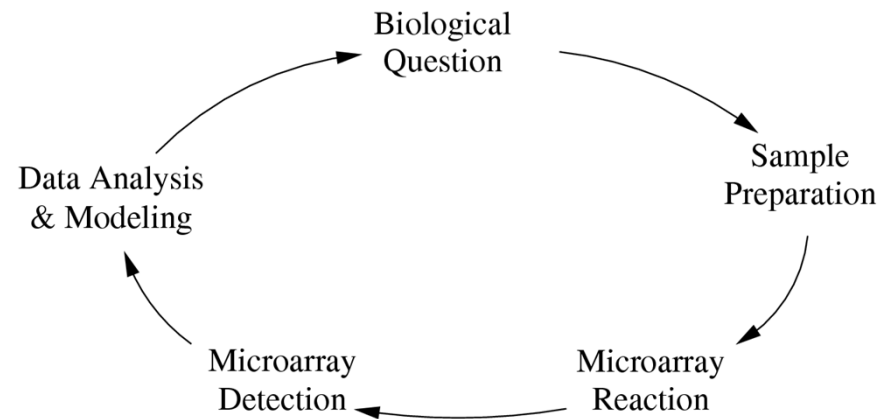 Biological
Question
Sample
Preparation
Microarray
Reaction
Microarray
Detection
Data Analysis
& Modeling